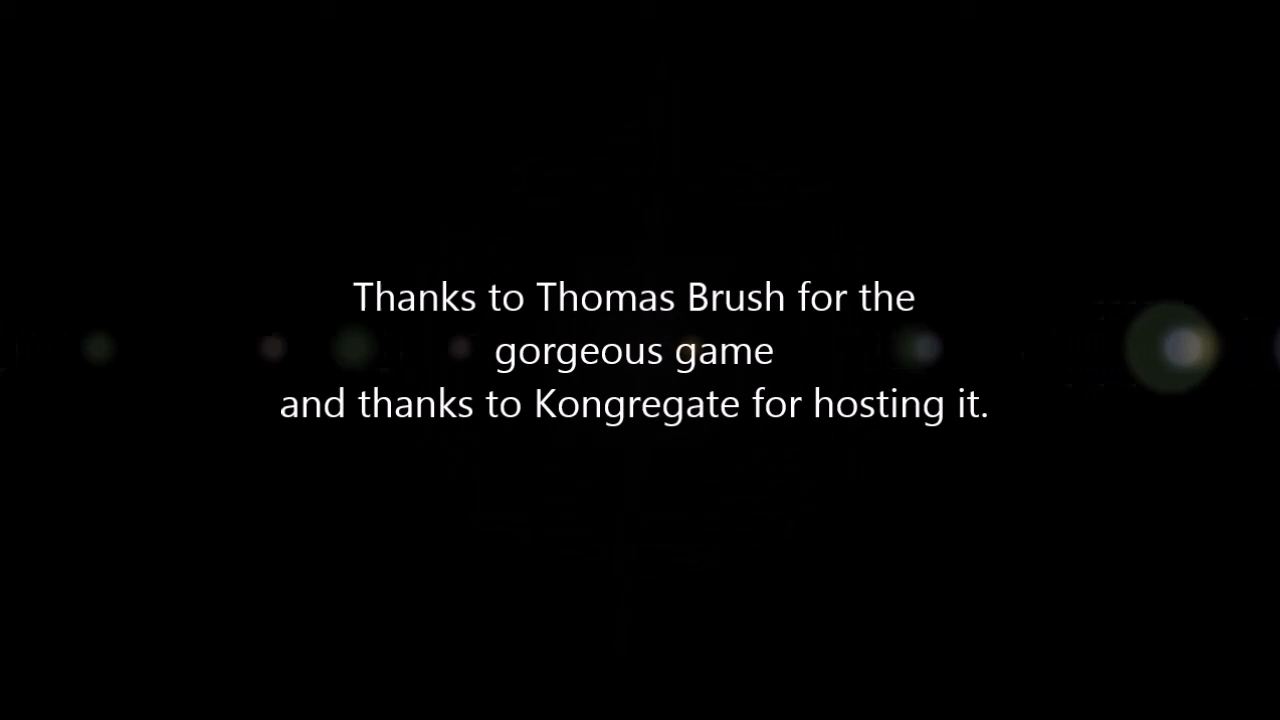 Thanks to Thomas Brush for the
gorgeous game
and thanks to Kongregate for hosting it.